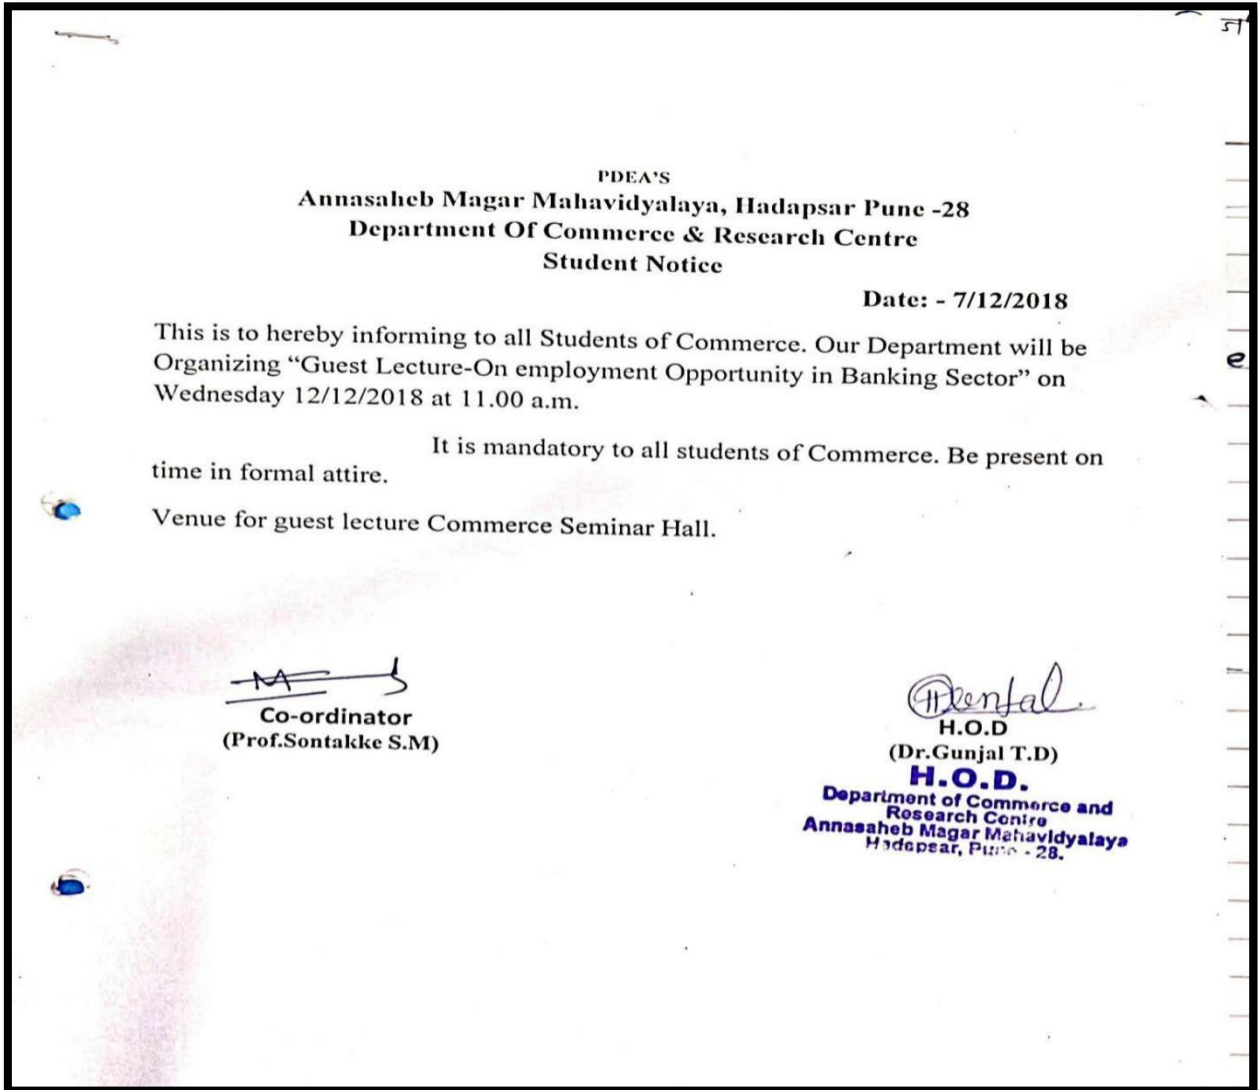 PDEA'S
Annasaheb Magar Mahavidyalaya, Hadapsar Pune -28
Department Of Commerce & Research Centre
Student Notice
Date: - 7/12/2018
This is to hereby informing to all Students of Commerce. Our Department will be
Organizing “Guest Lecture-On employment Opportunity in Banking Sector” on
Wednesday 12/12/2018 at 11.00 a.m.
It is mandatory to all students of Commerce. Be present on
time in formal attire.
Venue for guest lecture Commerce Seminar Hall.
Co-ordinator
(Prof.Sontakke S.M)
H.O.D
(Dr.Gunjal T.D)
H.O.D.
Department of Commerce and
Research Centre
Annasaheb Magar Mahavidyalaya
Hadapsar, Pune - 28.